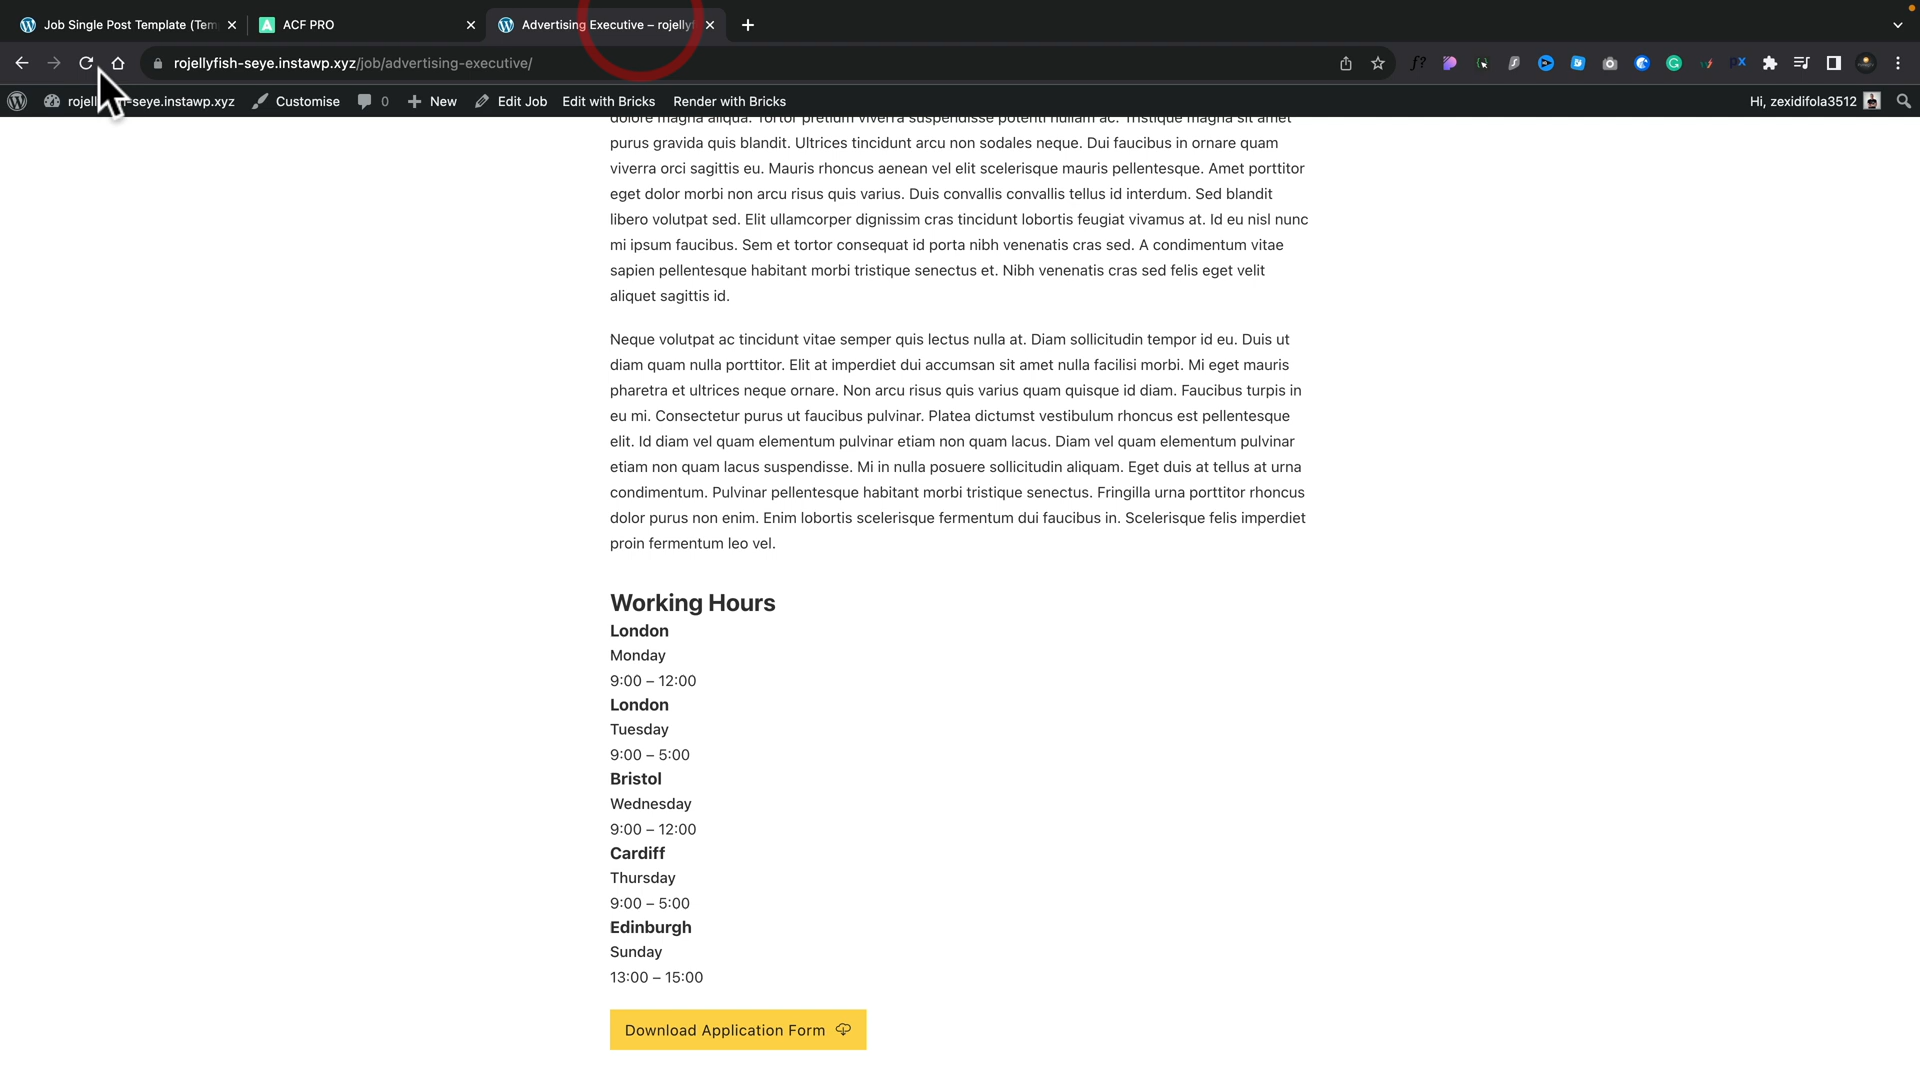 Job Single Post Template (Tem
ACF PRO
Advertising Executive – rojellyf
rojellyfish-seye.instawp.xyz/job/advertising-executive/
-seye.instawp.xyz
Customise
0
New
Edit Job
Edit with Bricks
Render with Bricks
Hi, zexidifola3512
dolore magna aliqua. Tortor pretium viverra suspendisse potenti nullam ac. Tristique magna sit amet
purus gravida quis blandit. Ultrices tincidunt arcu non sodales neque. Dui faucibus in ornare quam
viverra orci sagittis eu. Mauris rhoncus aenean vel elit scelerisque mauris pellentesque. Amet porttitor
eget dolor morbi non arcu risus quis varius. Duis convallis convallis tellus id interdum. Sed blandit
libero volutpat sed. Elit ullamcorper dignissim cras tincidunt lobortis feugiat vivamus at. Id eu nisl nunc
mi ipsum faucibus. Sem et tortor consequat id porta nibh venenatis cras sed. A condimentum vitae
sapien pellentesque habitant morbi tristique senectus et. Nibh venenatis cras sed felis eget velit
aliquet sagittis id.
Neque volutpat ac tincidunt vitae semper quis lectus nulla at. Diam sollicitudin tempor id eu. Duis ut
diam quam nulla porttitor. Elit at imperdiet dui accumsan sit amet nulla facilisi morbi. Mi eget mauris
pharetra et ultrices neque ornare. Non arcu risus quis varius quam quisque id diam. Faucibus turpis in
eu mi. Consectetur purus ut faucibus pulvinar. Platea dictumst vestibulum rhoncus est pellentesque
elit. Id diam vel quam elementum pulvinar etiam non quam lacus. Diam vel quam elementum pulvinar
etiam non quam lacus suspendisse. Mi in nulla posuere sollicitudin aliquam. Eget duis at tellus at urna
condimentum. Pulvinar pellentesque habitant morbi tristique senectus. Fringilla urna porttitor rhoncus
dolor purus non enim. Enim lobortis scelerisque fermentum dui faucibus in. Scelerisque felis imperdiet
proin fermentum leo vel.
Working Hours
London
Monday
9:00 – 12:00
London
Tuesday
9:00 – 5:00
Bristol
Wednesday
9:00 – 12:00
Cardiff
Thursday
9:00 – 5:00
Edinburgh
Sunday
13:00 – 15:00
Download Application Form